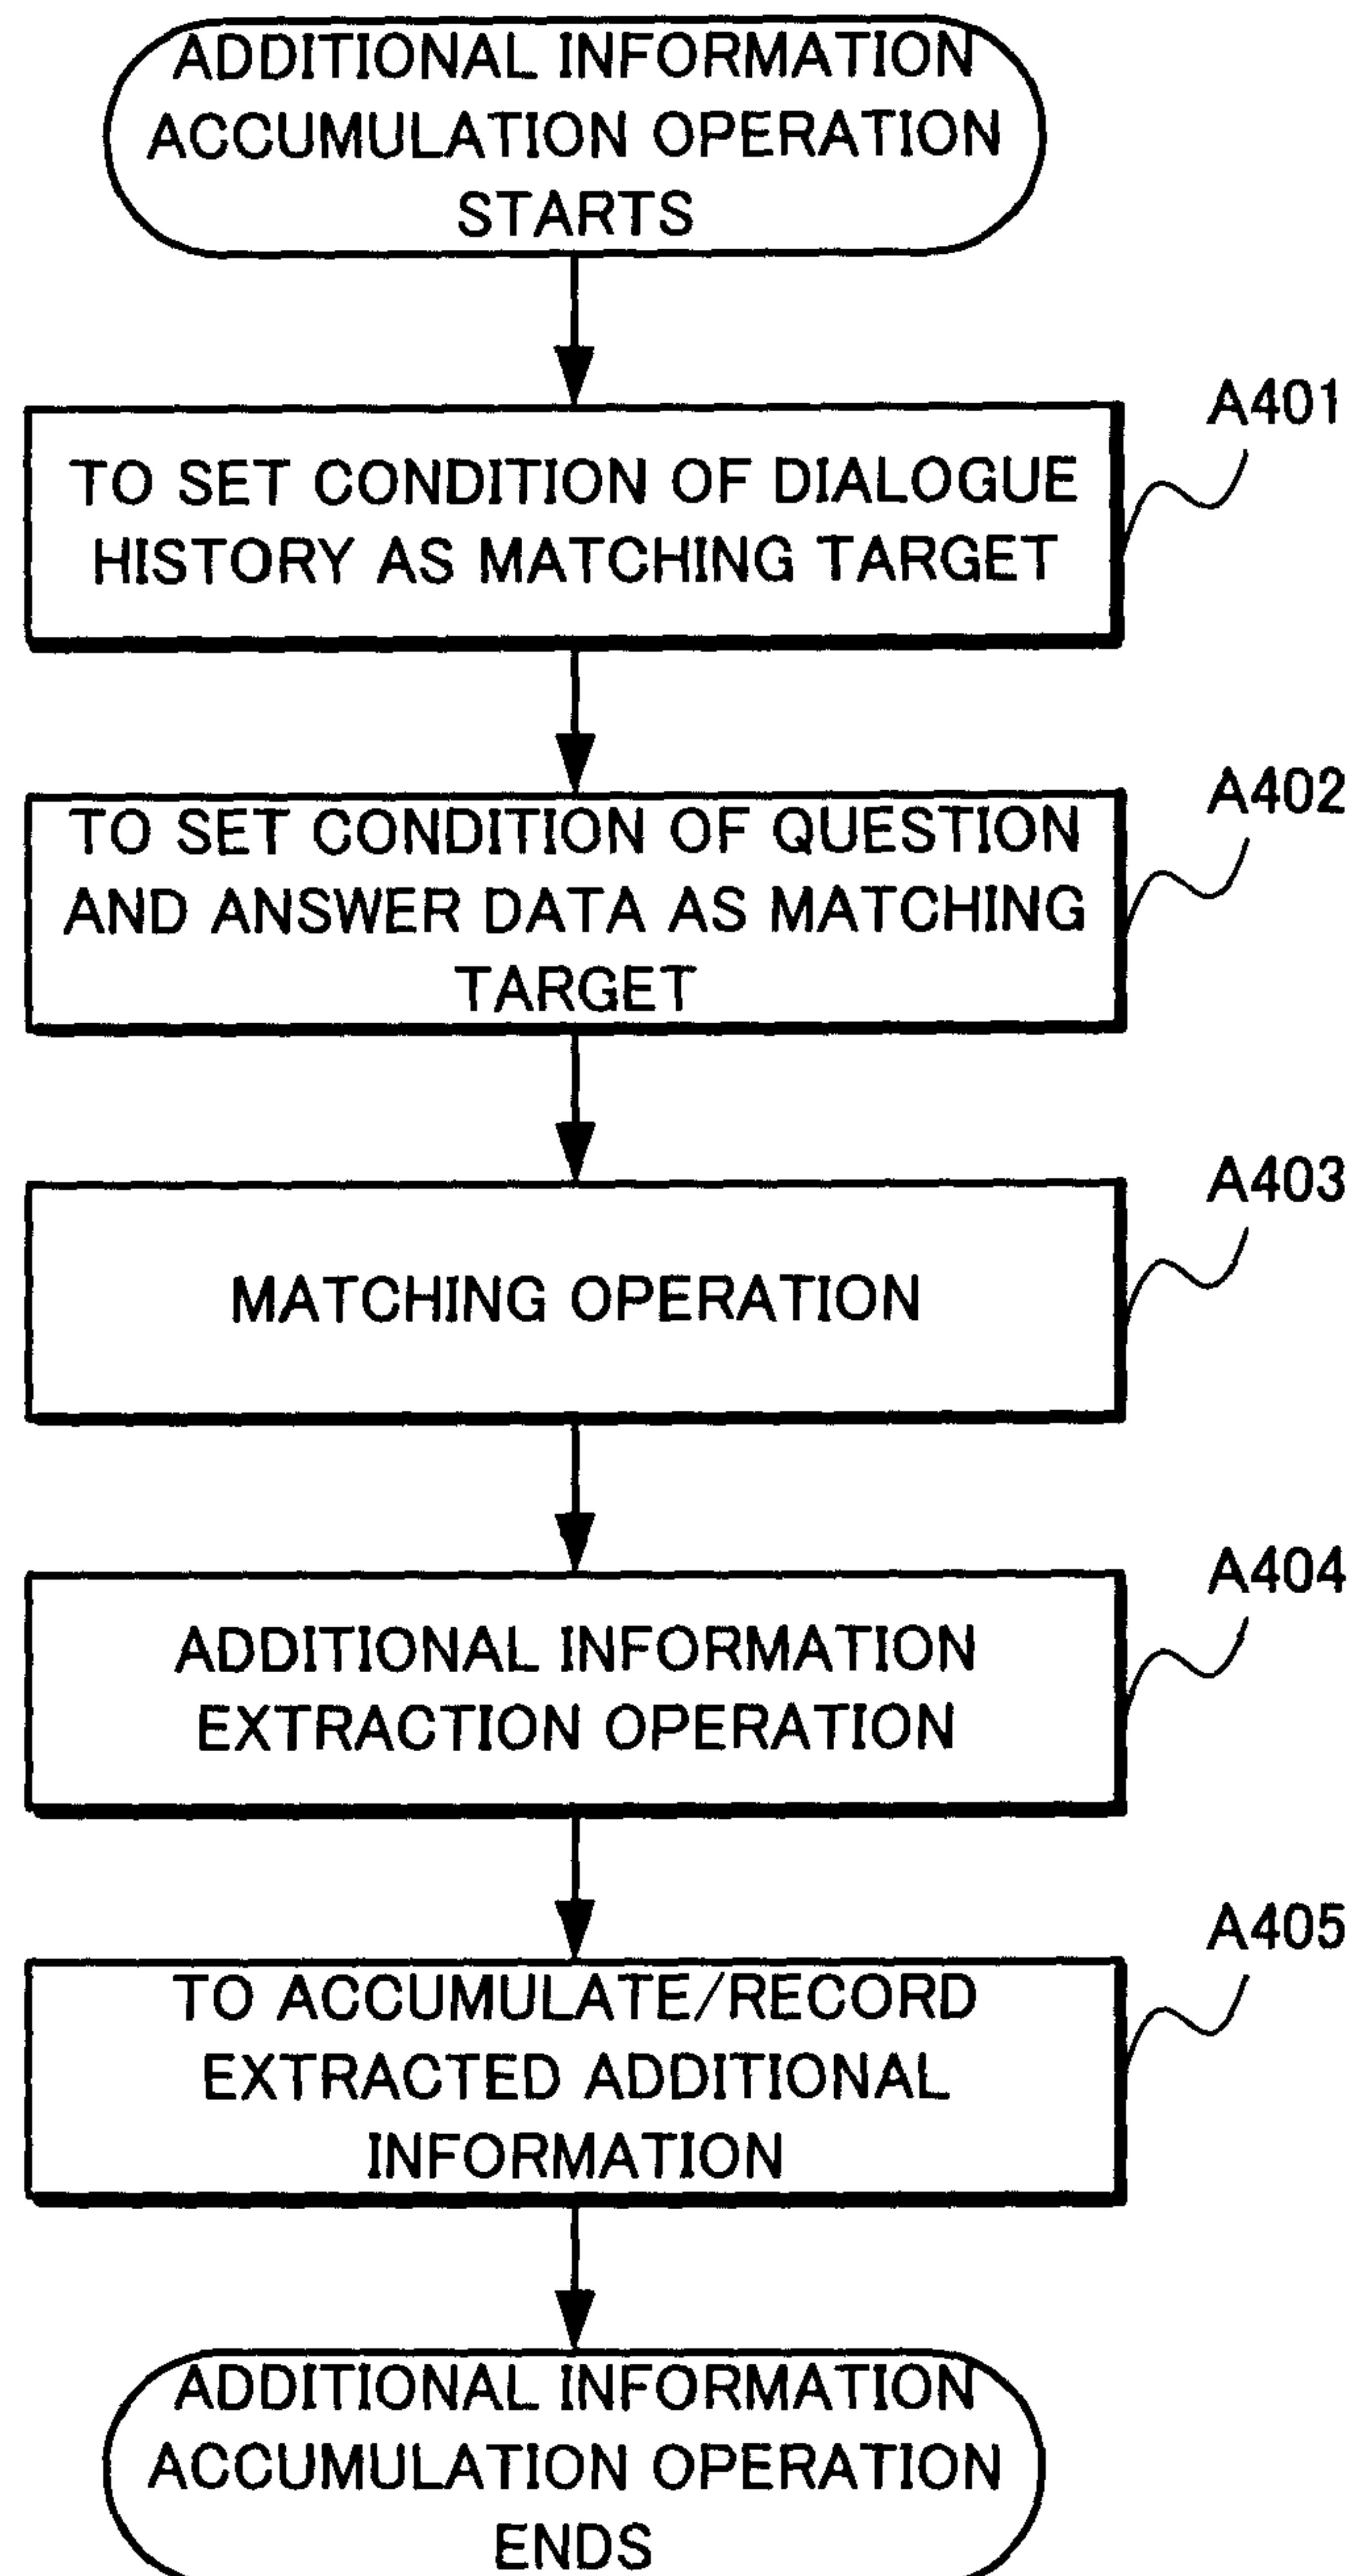 ADDITIONAL INFORMATION
ACCUMULATION OPERATION
STARTS
A401
TO SET CONDITION OF DIALOGUE
HISTORY AS MATCHING TARGET
A402
TO SET CONDITION OF QUESTION
AND ANSWER DATA AS MATCHING
TARGET
A403
MATCHING OPERATION
A404
ADDITIONAL INFORMATION
EXTRACTION OPERATION
A405
TO ACCUMULATE/RECORD
EXTRACTED ADDITIONAL
INFORMATION
ADDITIONAL INFORMATION
ACCUMULATION OPERATION
ENDS